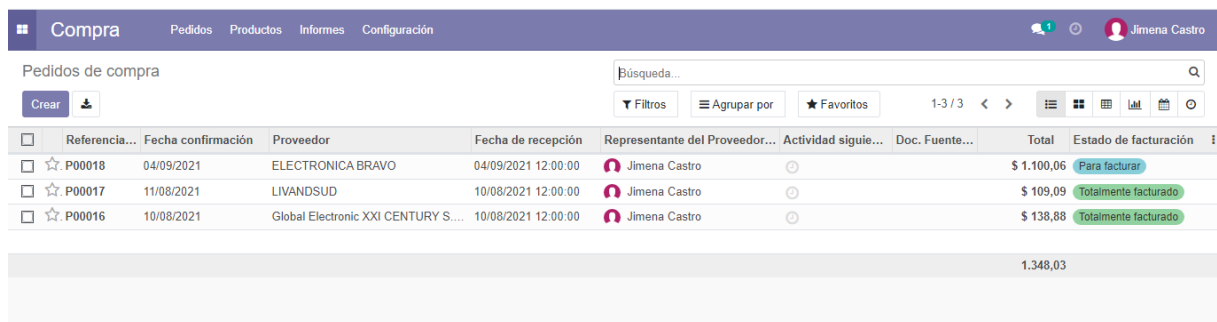 Compra Pedidos Productos Informes Configuración 1 Jimena Castro
Pedidos de compra Búsqueda...
Crear Filtros Agrupar por Favoritos 1-3 / 3
Referencia... Fecha confirmación Proveedor Fecha de recepción Representante del Proveedor... Actividad siguie... Doc. Fuente... Total Estado de facturación
P00018 04/09/2021 ELECTRONICA BRAVO 04/09/2021 12:00:00 Jimena Castro $ 1.100,06 Para facturar
P00017 11/08/2021 LIVANDSUD 10/08/2021 12:00:00 Jimena Castro $ 109,09 Totalmente facturado
P00016 10/08/2021 Global Electronic XXI CENTURY S.... 10/08/2021 12:00:00 Jimena Castro $ 138,88 Totalmente facturado
1.348,03